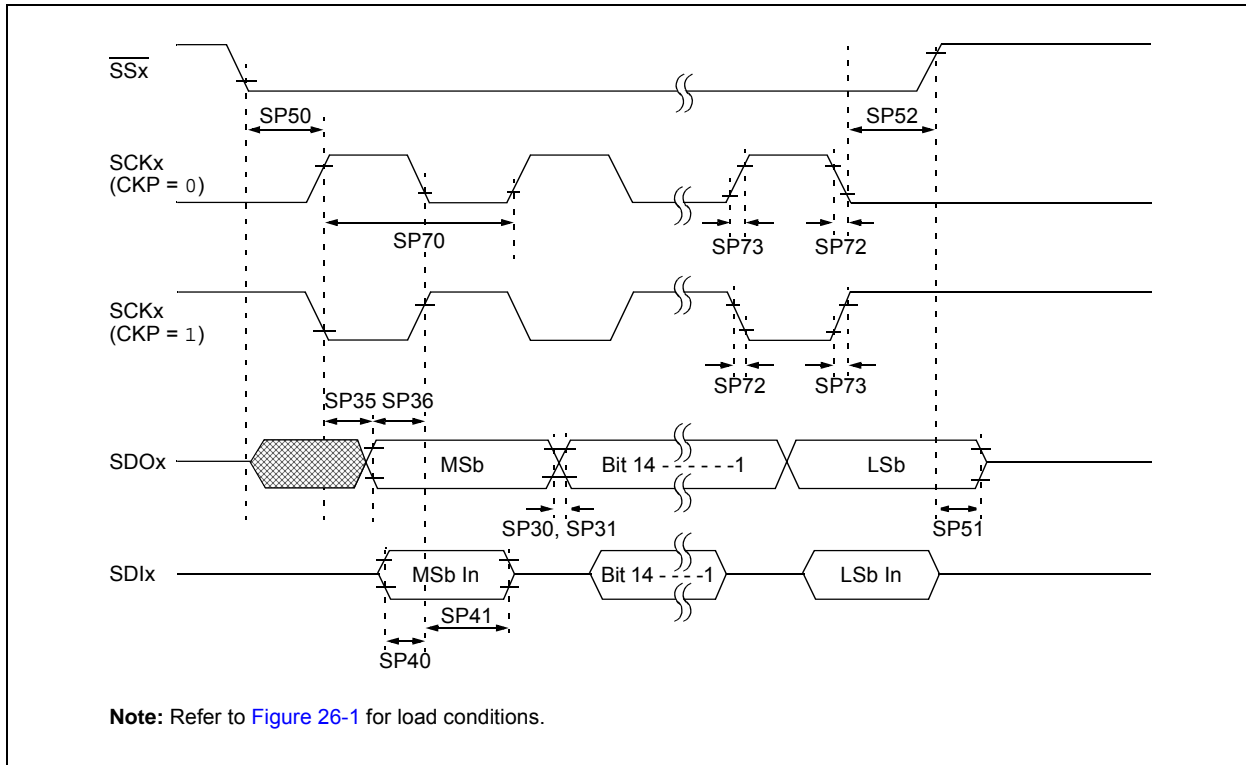 SSx
SP50
SP52
SCKx
(CKP = 0)
SP70
SP73
SP72
SCKx
(CKP = 1)
SP72
SP73
SP35
SP36
SDOx
MSb
Bit 14 - - - - - -1
LSb
SP30, SP31
SP51
SDIx
MSb In
Bit 14 - - - - -1
LSb In
SP41
SP40
Note: Refer to Figure 26-1 for load conditions.